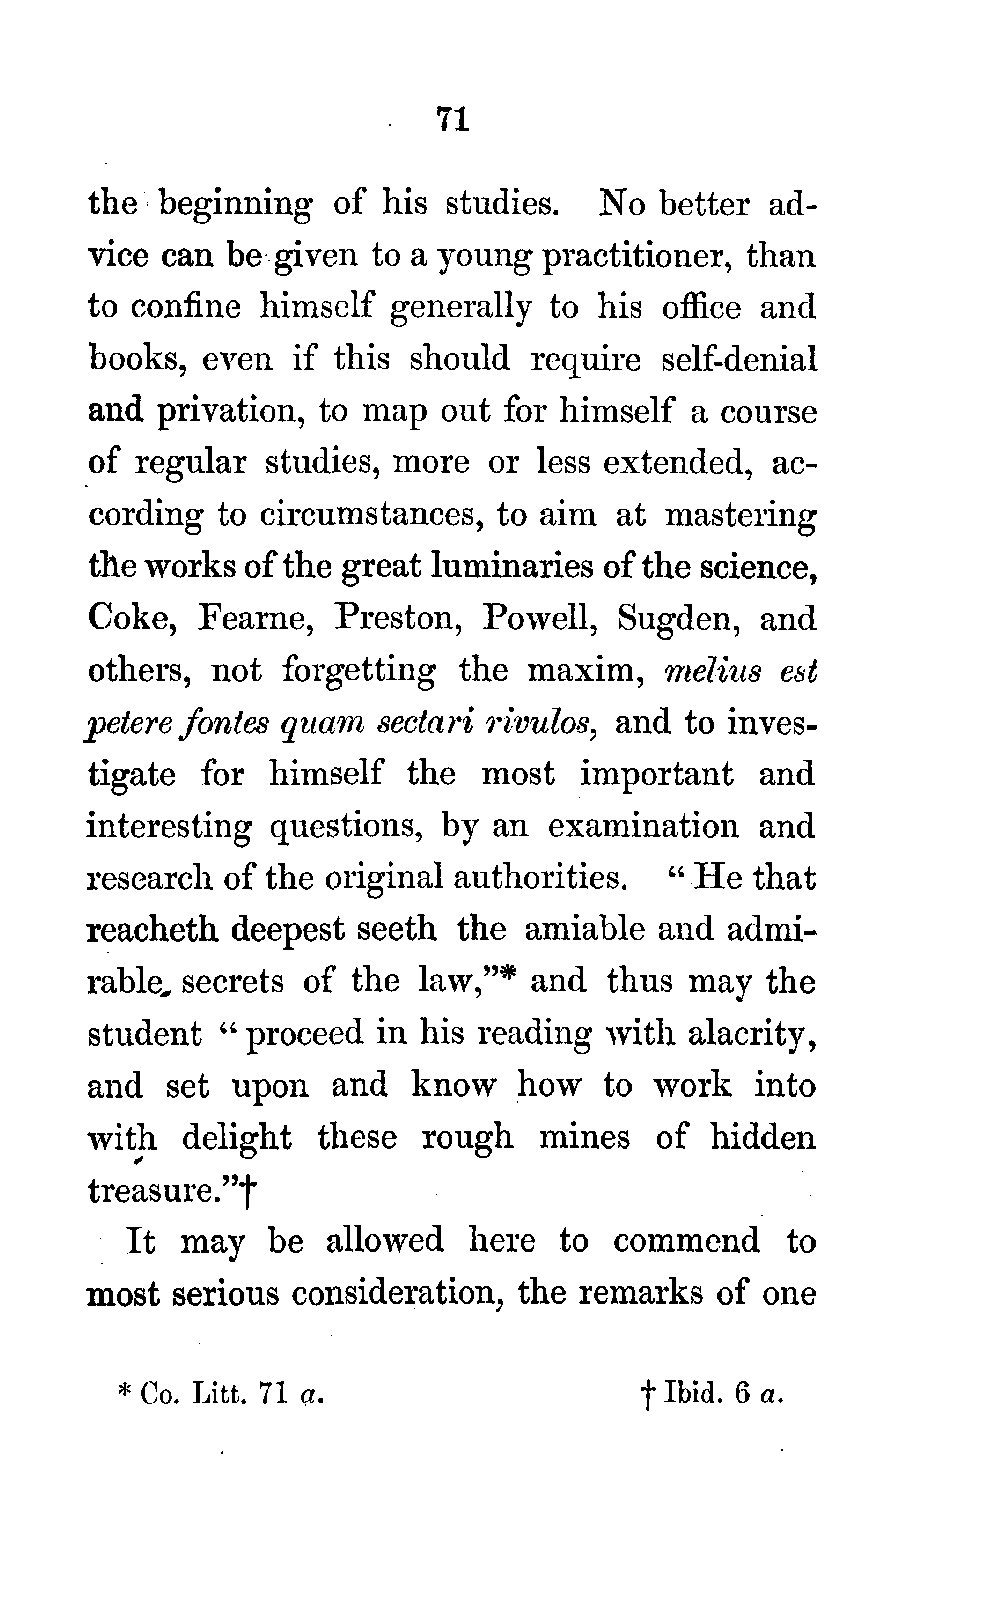 71
the beginning of his studies. No better ad-
vice can be given to a young practitioner, than
to confine himself generally to his office and
books, even if this should require self-denial
and privation, to map out for himself a course
of regular studies, more or less extended, ac-
cording to circumstances, to aim at mastering
the works of the great luminaries of the science,
Coke, Fearne, Preston, Powell, Sugden, and
others, not forgetting the maxim, melius est
petere fontes quam sectari rivulos, and to inves-
tigate for himself the most important and
interesting questions, by an examination and
research of the original authorities. “He that
reacheth deepest seeth the amiable and admi-
rable secrets of the law,”* and thus may the
student “proceed in his reading with alacrity,
and set upon and know how to work into
with delight these rough mines of hidden
treasure.”†
It may be allowed here to commend to
most serious consideration, the remarks of one
* Co. Litt. 71 a. † Ibid. 6 a.